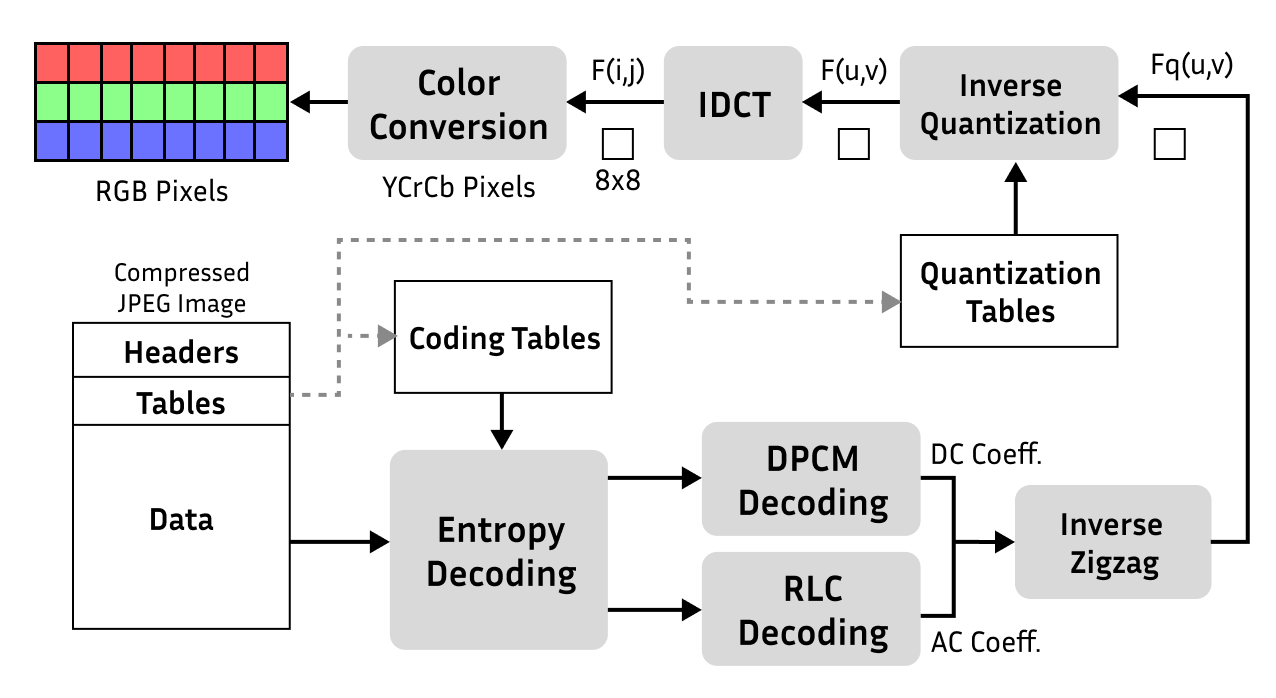 Color
Conversion
F(i,j)
8x8
IDCT
F(u,v)
Inverse
Quantization
Fq(u,v)
RGB Pixels
YCrCb Pixels
Compressed
JPEG Image
Headers
Tables
Data
Coding Tables
Quantization
Tables
Entropy
Decoding
DPCM
Decoding
DC Coeff.
RLC
Decoding
AC Coeff.
Inverse
Zigzag